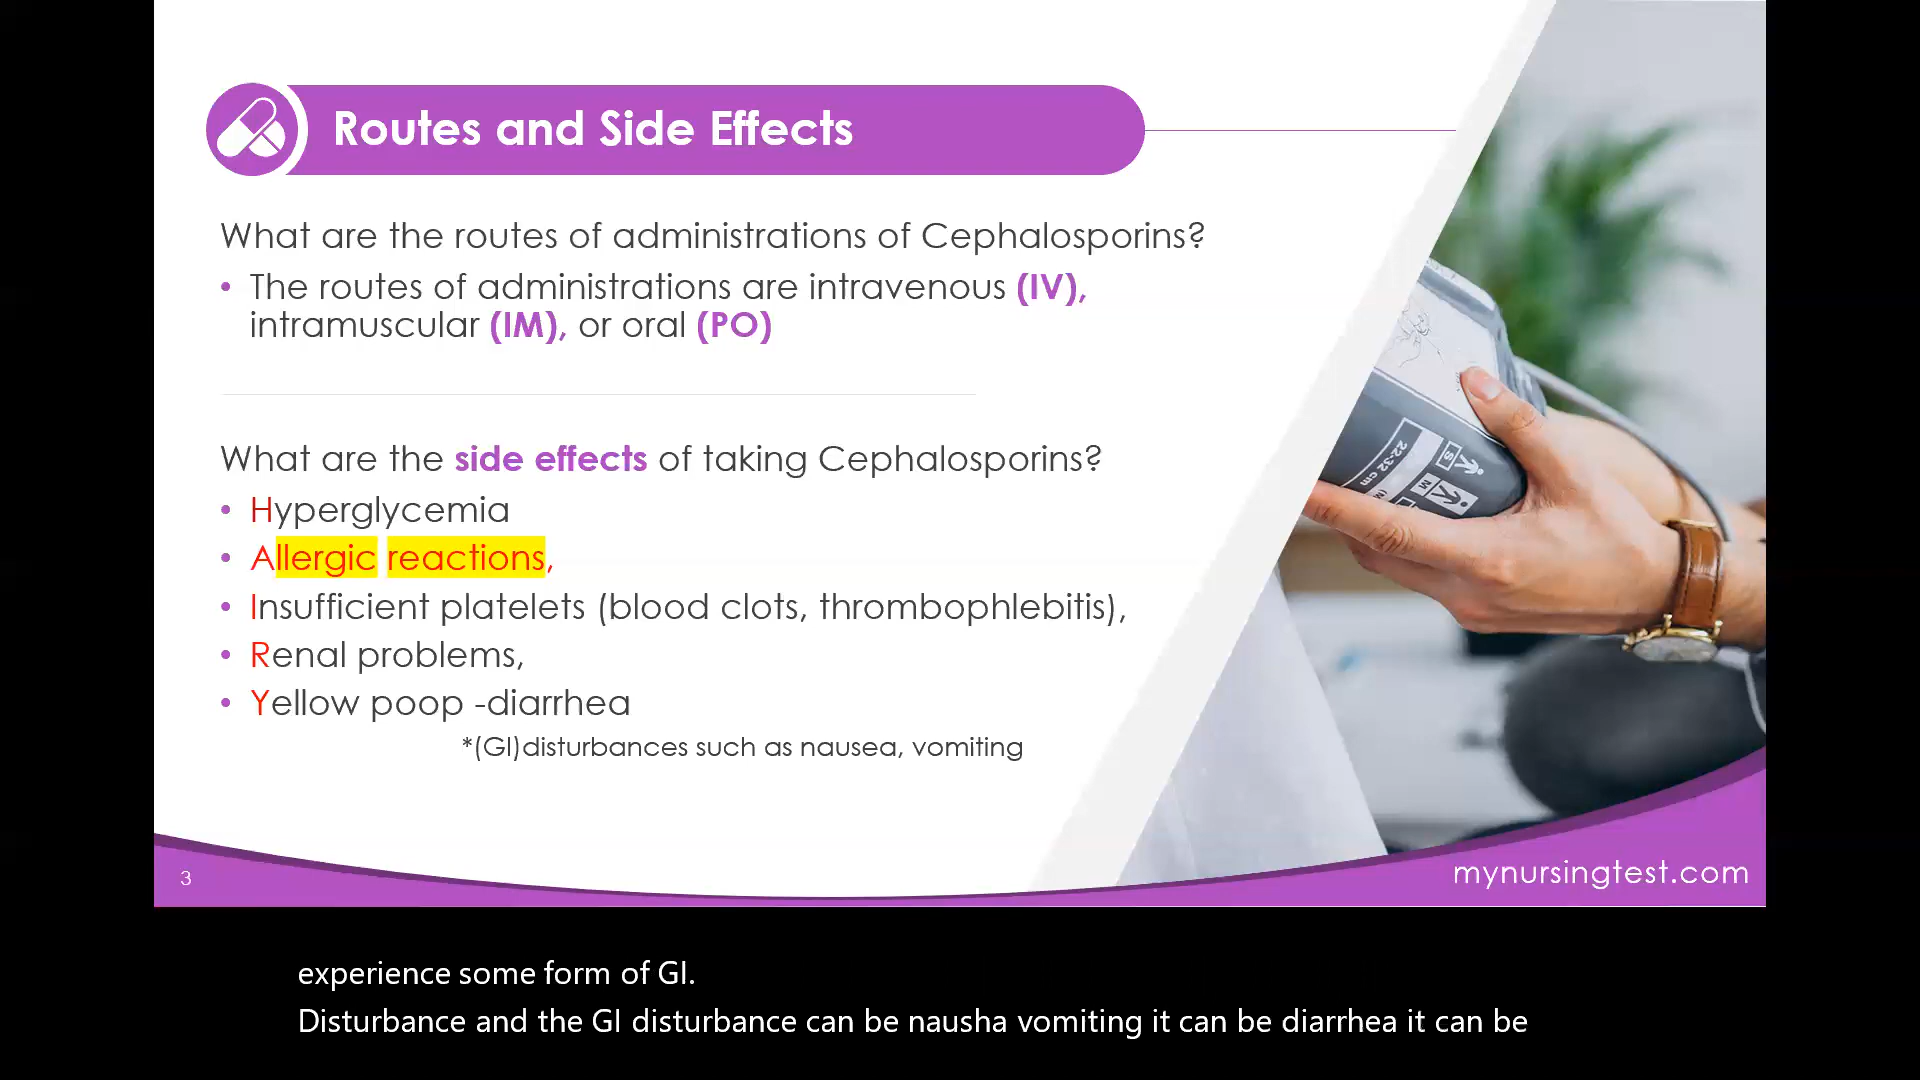 Routes and Side Effects
What are the routes of administrations of Cephalosporins?
• The routes of administrations are intravenous (IV),
intramuscular (IM), or oral (PO)
What are the side effects of taking Cephalosporins?
• Hyperglycemia
• Allergic reactions,
• Insufficient platelets (blood clots, thrombophlebitis),
• Renal problems,
• Yellow poop -diarrhea
*(GI)disturbances such as nausea, vomiting
22-32 cm
S
M
3
mynursingtest.com
experience some form of GI.
Disturbance and the GI disturbance can be nausha vomiting it can be diarrhea it can be